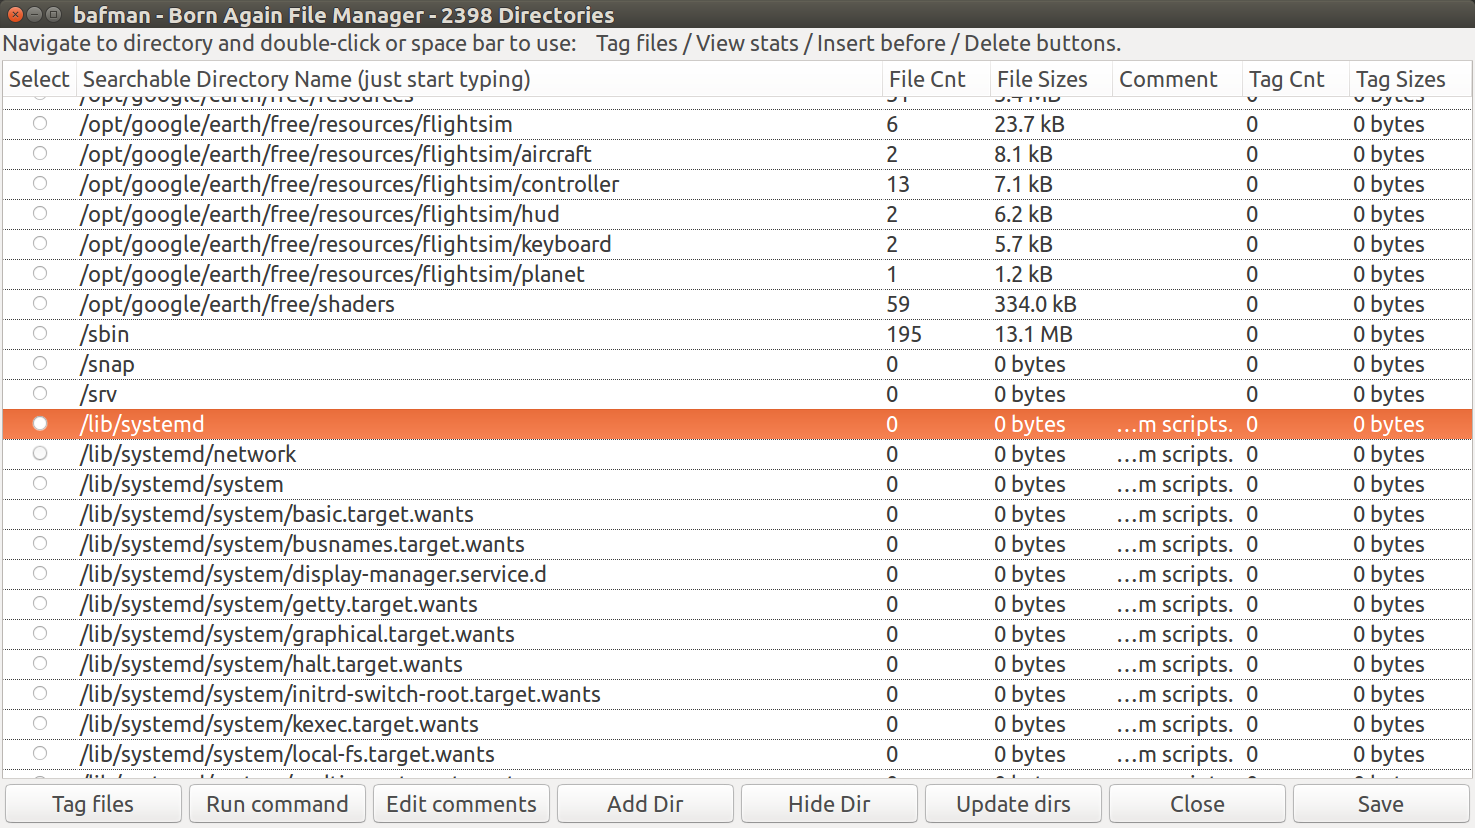 bafman - Born Again File Manager - 2398 Directories
Navigate to directory and double-click or space bar to use: Tag files / View stats / Insert before / Delete buttons.
Select Searchable Directory Name (just start typing) File Cnt File Sizes Comment Tag Cnt Tag Sizes
/opt/google/earth/free/resources 0 0 bytes
/opt/google/earth/free/resources/flightsim 6 23.7 kB 0 0 bytes
/opt/google/earth/free/resources/flightsim/aircraft 2 8.1 kB 0 0 bytes
/opt/google/earth/free/resources/flightsim/controller 13 7.1 kB 0 0 bytes
/opt/google/earth/free/resources/flightsim/hud 2 6.2 kB 0 0 bytes
/opt/google/earth/free/resources/flightsim/keyboard 2 5.7 kB 0 0 bytes
/opt/google/earth/free/resources/flightsim/planet 1 1.2 kB 0 0 bytes
/opt/google/earth/free/shaders 59 334.0 kB 0 0 bytes
/sbin 195 13.1 MB 0 0 bytes
/snap 0 0 bytes 0 0 bytes
/srv 0 0 bytes 0 0 bytes
/lib/systemd 0 0 bytes …m scripts. 0 0 bytes
/lib/systemd/network 0 0 bytes …m scripts. 0 0 bytes
/lib/systemd/system 0 0 bytes …m scripts. 0 0 bytes
/lib/systemd/system/basic.target.wants 0 0 bytes …m scripts. 0 0 bytes
/lib/systemd/system/busnames.target.wants 0 0 bytes …m scripts. 0 0 bytes
/lib/systemd/system/display-manager.service.d 0 0 bytes …m scripts. 0 0 bytes
/lib/systemd/system/getty.target.wants 0 0 bytes …m scripts. 0 0 bytes
/lib/systemd/system/graphical.target.wants 0 0 bytes …m scripts. 0 0 bytes
/lib/systemd/system/halt.target.wants 0 0 bytes …m scripts. 0 0 bytes
/lib/systemd/system/initrd-switch-root.target.wants 0 0 bytes …m scripts. 0 0 bytes
/lib/systemd/system/kexec.target.wants 0 0 bytes …m scripts. 0 0 bytes
/lib/systemd/system/local-fs.target.wants 0 0 bytes …m scripts. 0 0 bytes
Tag files Run command Edit comments Add Dir Hide Dir Update dirs Close Save